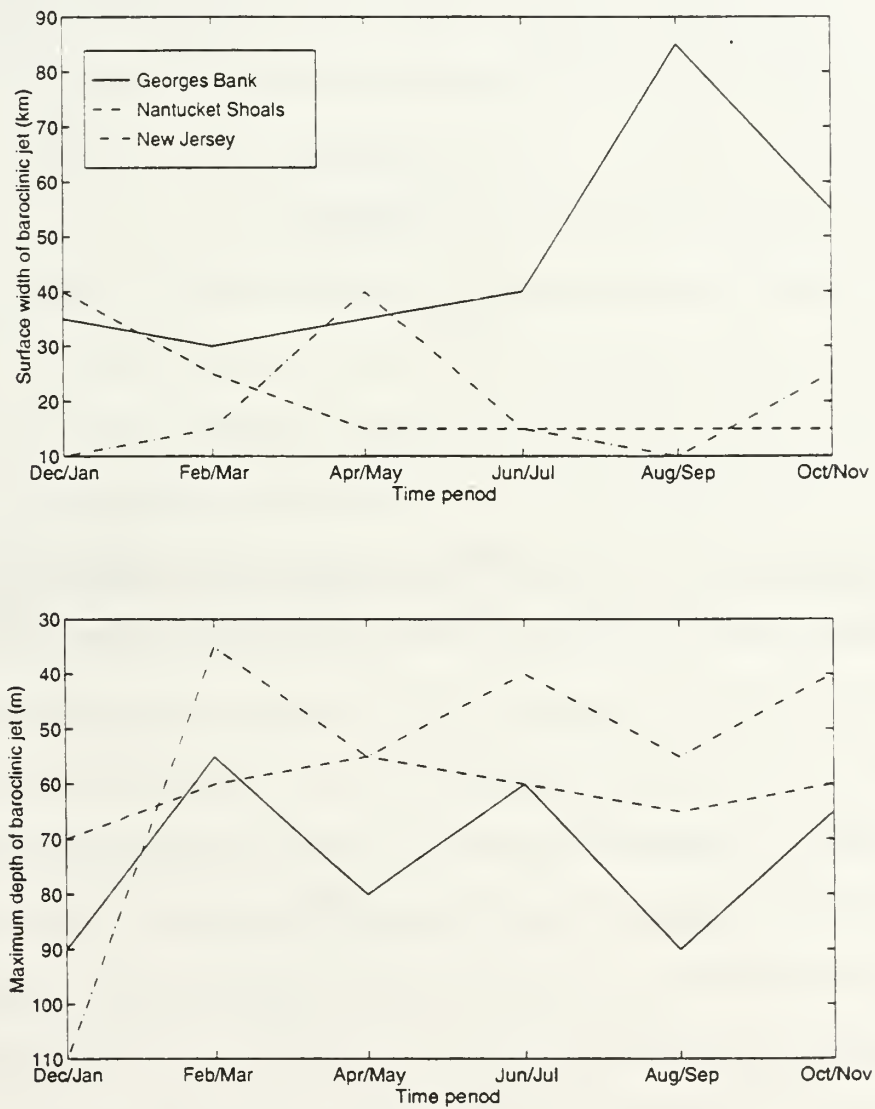 90
80
70
60
50
40
30
20
10
Surface width of baroclinic jet (km)
Georges Bank
Nantucket Shoals
New Jersey
Dec/Jan Feb/Mar Apr/May Jun/Jul Aug/Sep Oct/Nov
Time period
30
40
50
60
70
80
90
100
110
Maximum depth of baroclinic jet (m)
Dec/Jan Feb/Mar Apr/May Jun/Jul Aug/Sep Oct/Nov
Time period